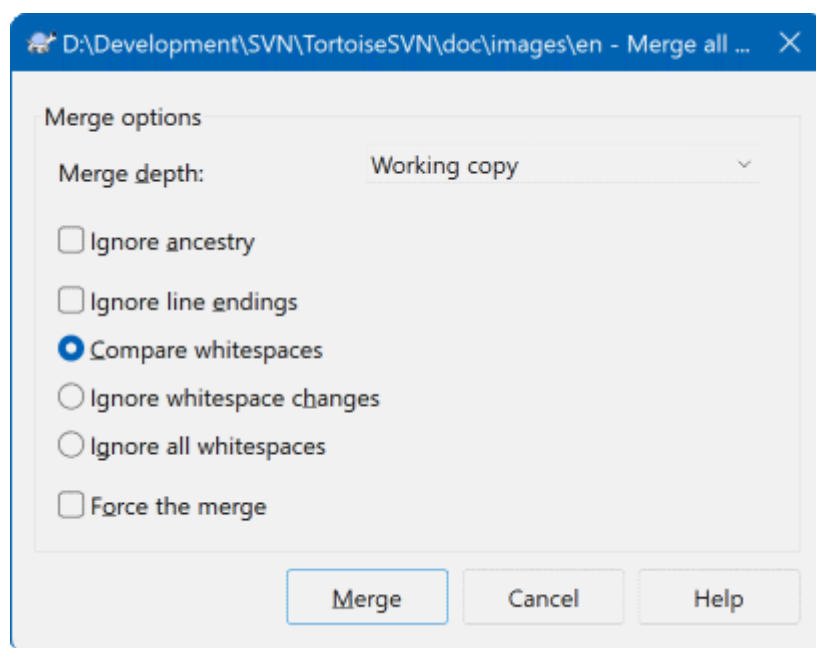 D:\Development\SVN\TortoiseSVN\doc\images\en - Merge all ...
Merge options
Merge depth: Working copy
Ignore ancestry
Ignore line endings
Compare whitespaces
Ignore whitespace changes
Ignore all whitespaces
Force the merge
Merge Cancel Help